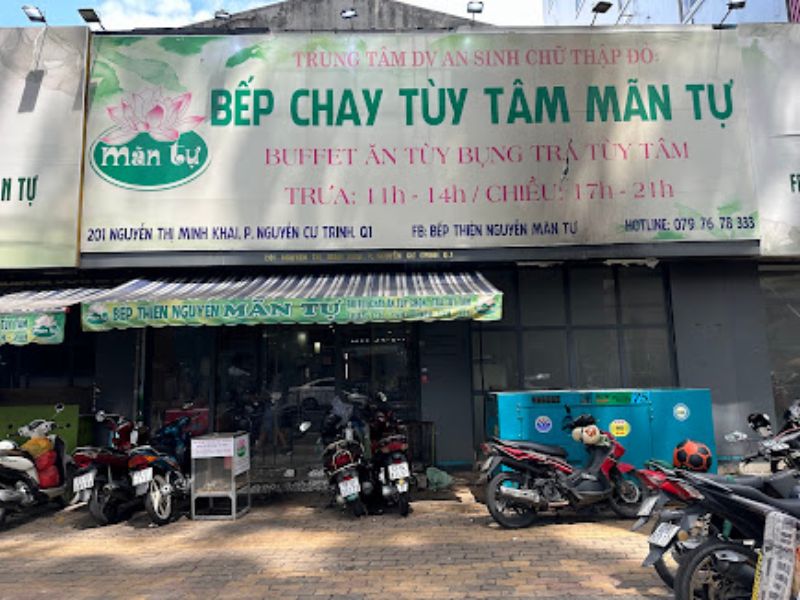 TRUNG TÂM DV AN SINH CHỮ THẬP ĐỎ:
BẾP CHAY TÙY TÂM MÃN TỰ
mãn tự
BUFFET ĂN TÙY BỤNG TRẢ TÙY TÂM
TRƯA: 11h - 14h / CHIỀU: 17h - 21h
N TỰ
201 NGUYỄN THỊ MINH KHAI, P. NGUYỄN CƯ TRINH, Q1
FB: BẾP THIỆN NGUYỆN MÃN TỰ
HOTLINE: 079 76 78 333
BẾP THIỆN NGUYỆN MÃN TỰ